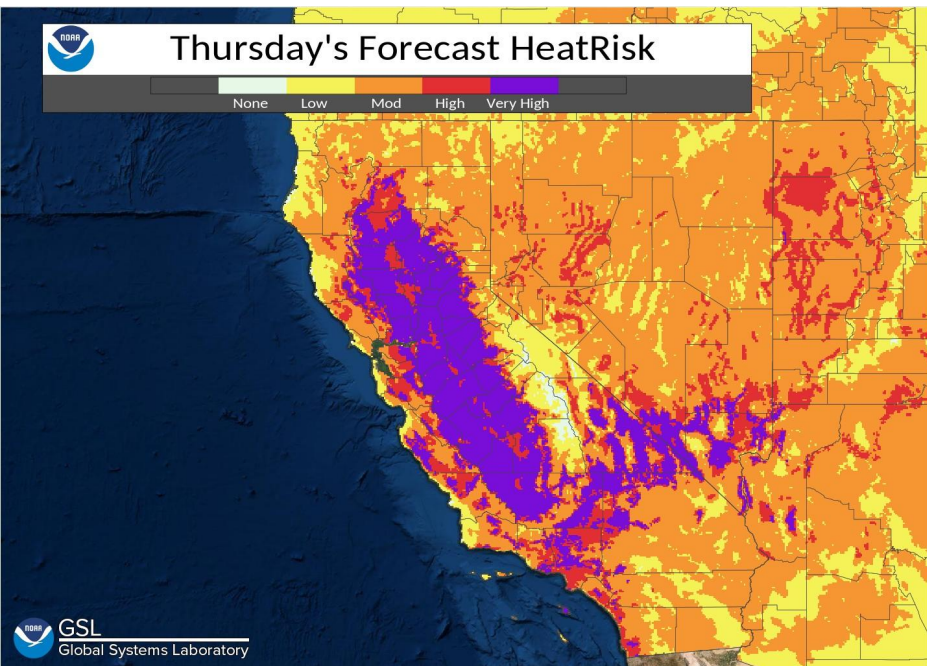 NOAA
Thursday's Forecast HeatRisk
None Low Mod High Very High
NOAA
GSL
Global Systems Laboratory